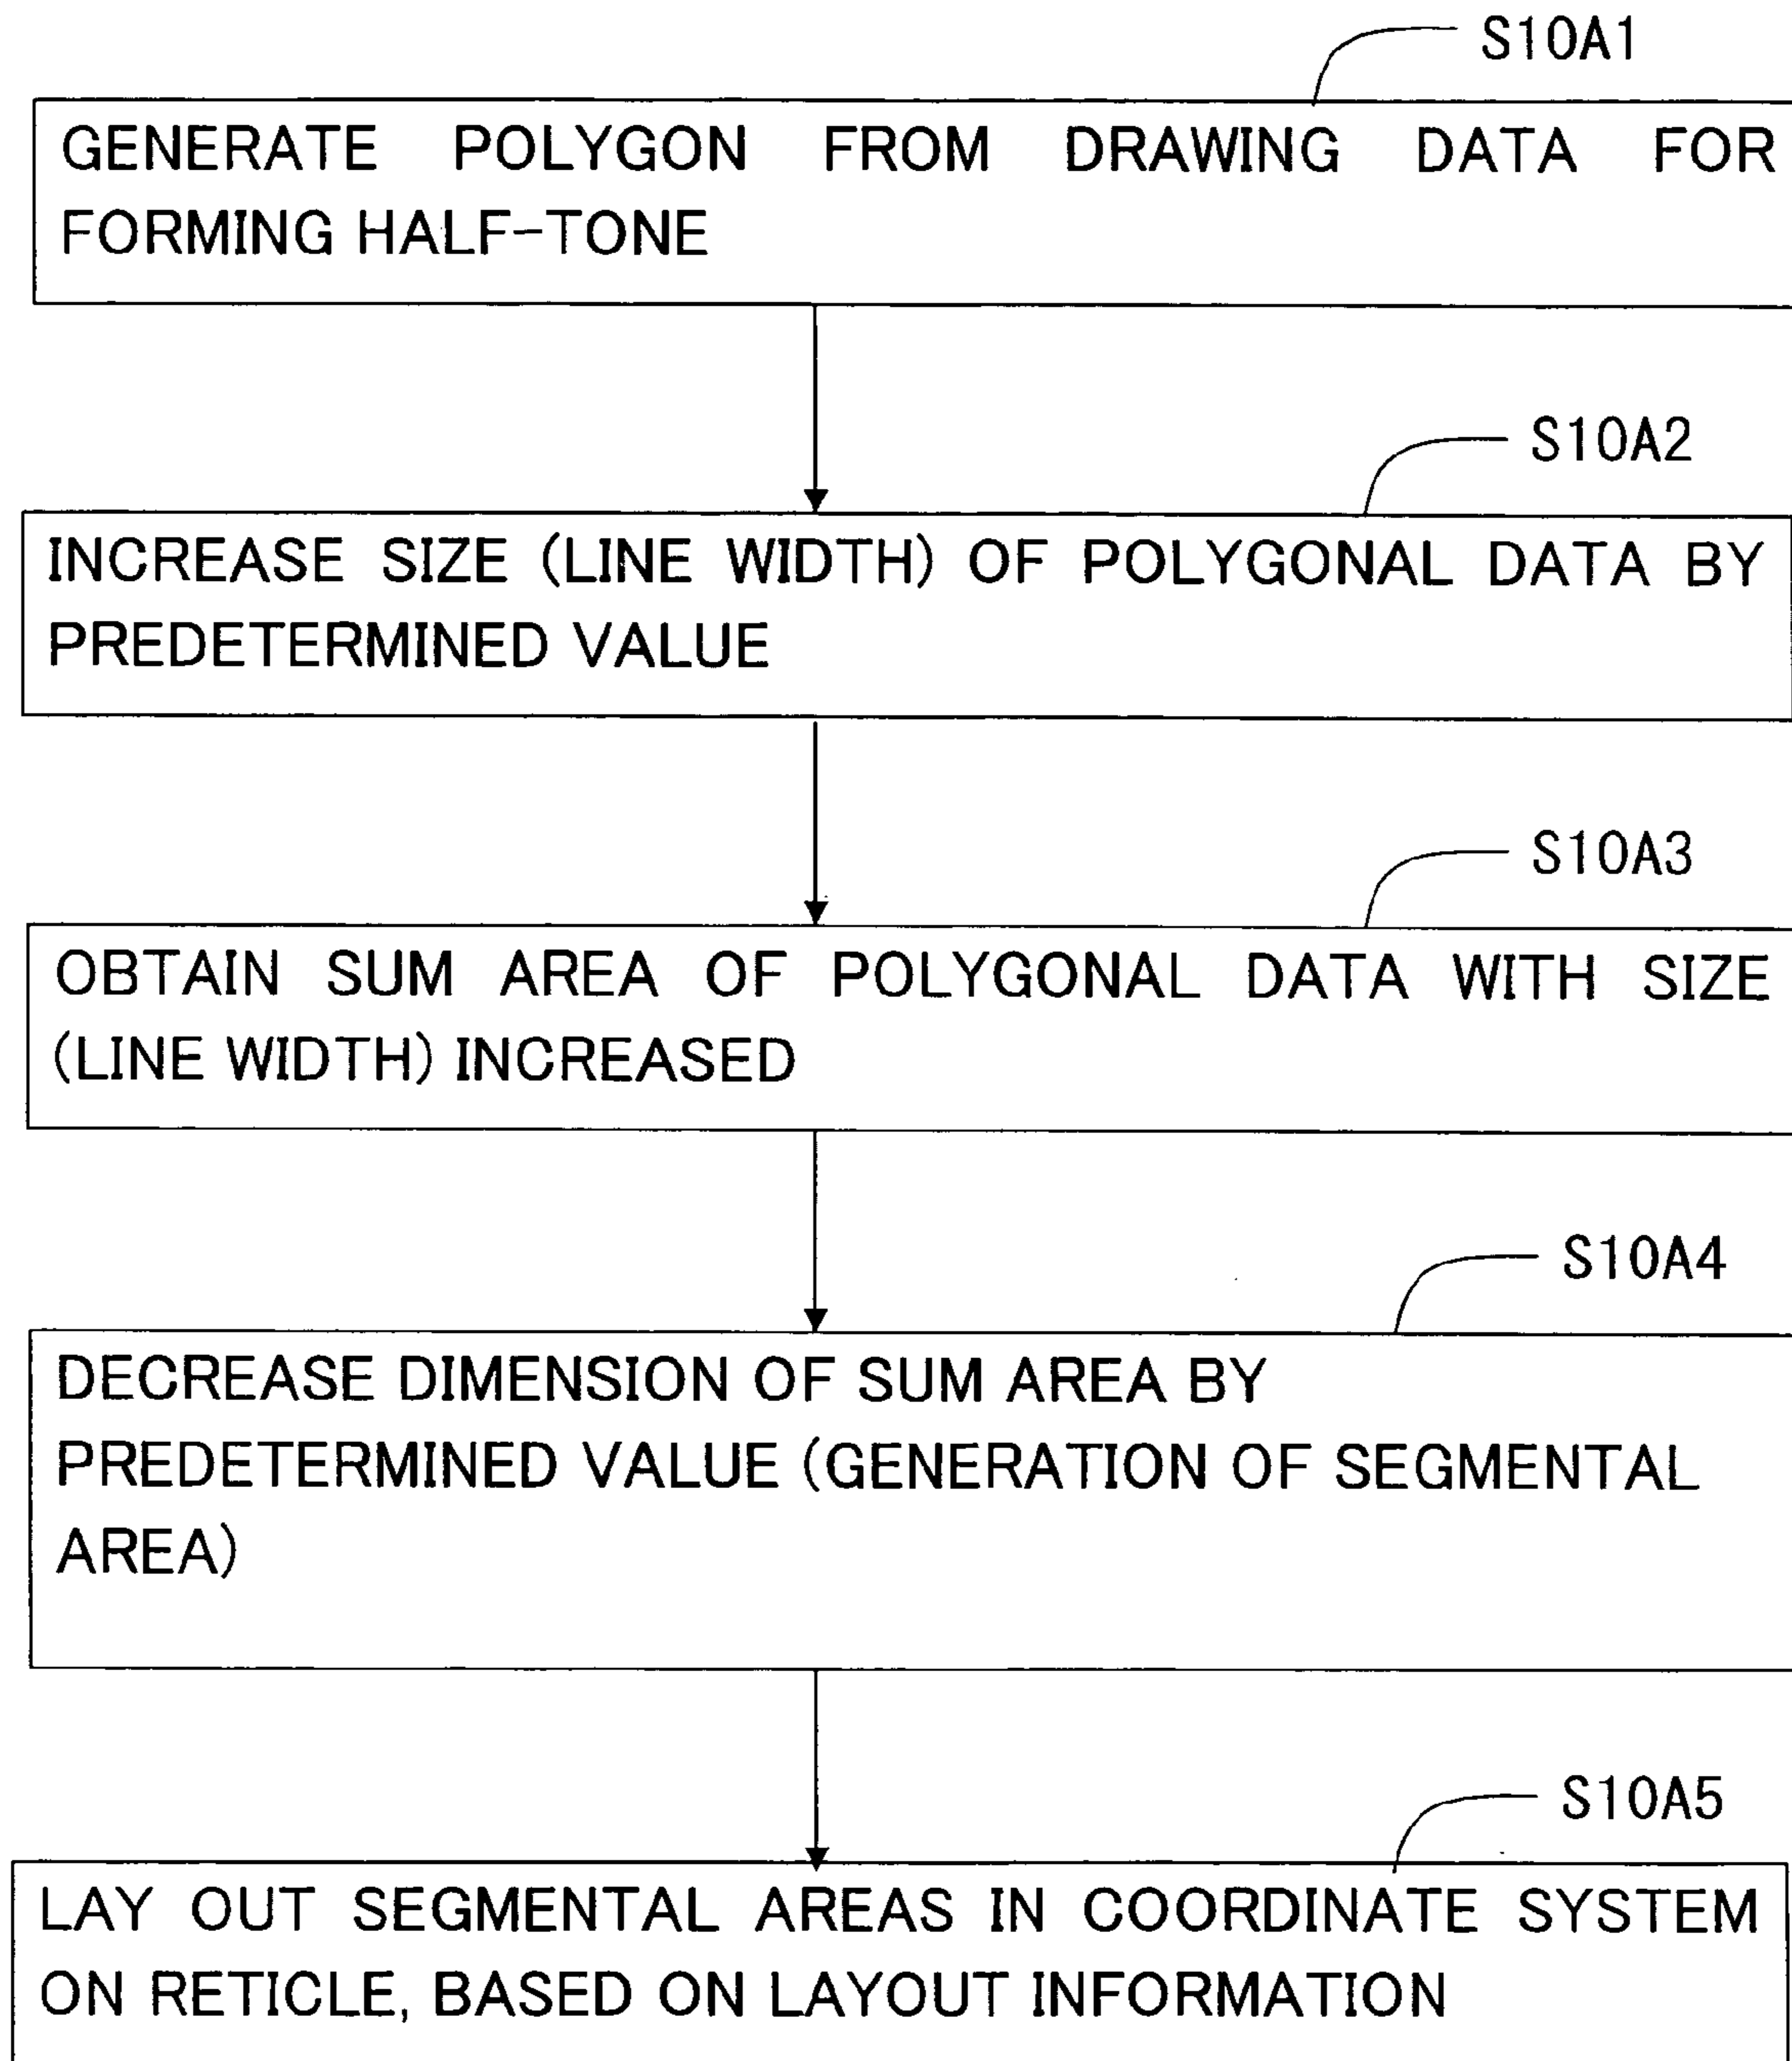 S10A1
GENERATE POLYGON FROM DRAWING DATA FOR
FORMING HALF-TONE
S10A2
INCREASE SIZE (LINE WIDTH) OF POLYGONAL DATA BY
PREDETERMINED VALUE
S10A3
OBTAIN SUM AREA OF POLYGONAL DATA WITH SIZE
(LINE WIDTH) INCREASED
S10A4
DECREASE DIMENSION OF SUM AREA BY
PREDETERMINED VALUE (GENERATION OF SEGMENTAL
AREA)
S10A5
LAY OUT SEGMENTAL AREAS IN COORDINATE SYSTEM
ON RETICLE, BASED ON LAYOUT INFORMATION